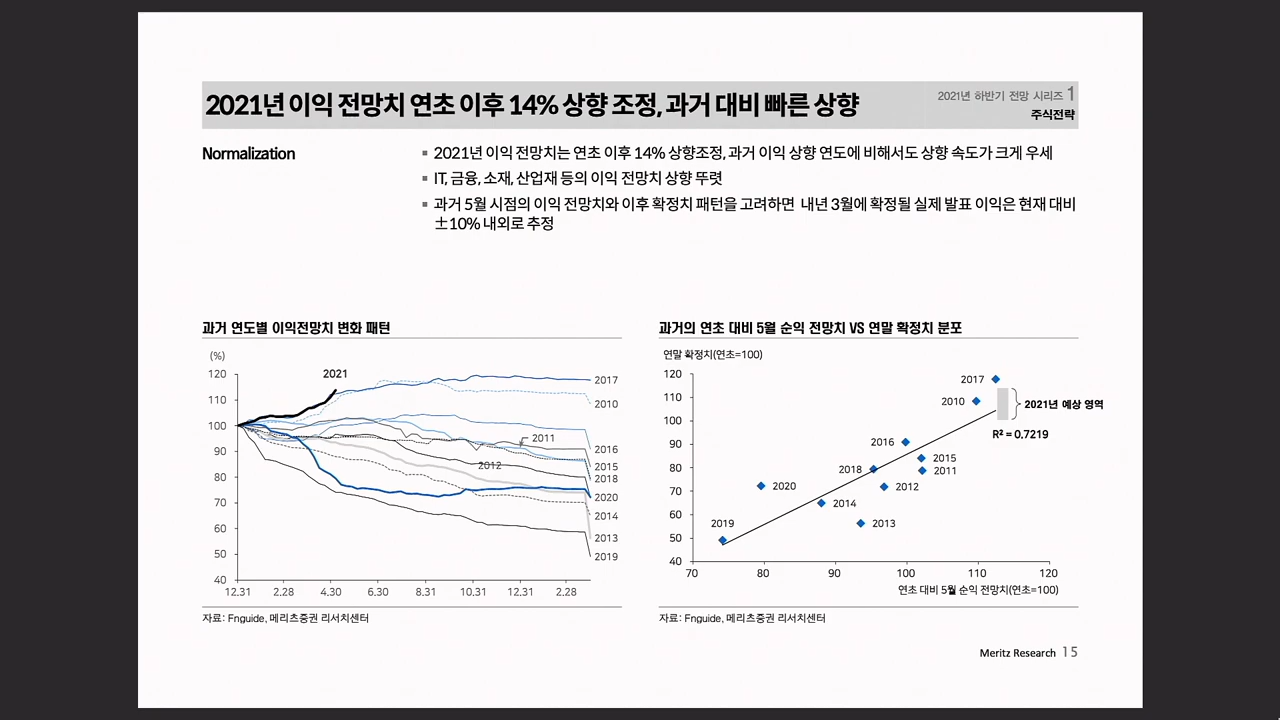 2021년 이익 전망치 연초 이후 14% 상향 조정, 과거 대비 빠른 상향
2021년 하반기 전망 시리즈 1
주식전략
Normalization
▪ 2021년 이익 전망치는 연초 이후 14% 상향조정, 과거 이익 상향 연도에 비해서도 상향 속도가 크게 우세
▪ IT, 금융, 소재, 산업재 등의 이익 전망치 상향 뚜렷
▪ 과거 5월 시점의 이익 전망치와 이후 확정치 패턴을 고려하면 내년 3월에 확정될 실제 발표 이익은 현재 대비
±10% 내외로 추정
과거 연도별 이익전망치 변화 패턴
(%)
120
110
100
90
80
70
60
50
40
12.31 2.28 4.30 6.30 8.31 10.31 12.31 2.28
2021
2017
2010
2011
2016
2012
2015
2018
2020
2014
2013
2019
자료: Fnguide, 메리츠증권 리서치센터
과거의 연초 대비 5월 순익 전망치 VS 연말 확정치 분포
연말 확정치(연초=100)
120
110
100
90
80
70
60
50
40
70 80 90 100 110 120
2017
2010
2021년 예상 영역
R² = 0.7219
2016
2015
2018
2011
2020
2012
2014
2019
2013
연초 대비 5월 순익 전망치(연초=100)
자료: Fnguide, 메리츠증권 리서치센터
Meritz Research 15